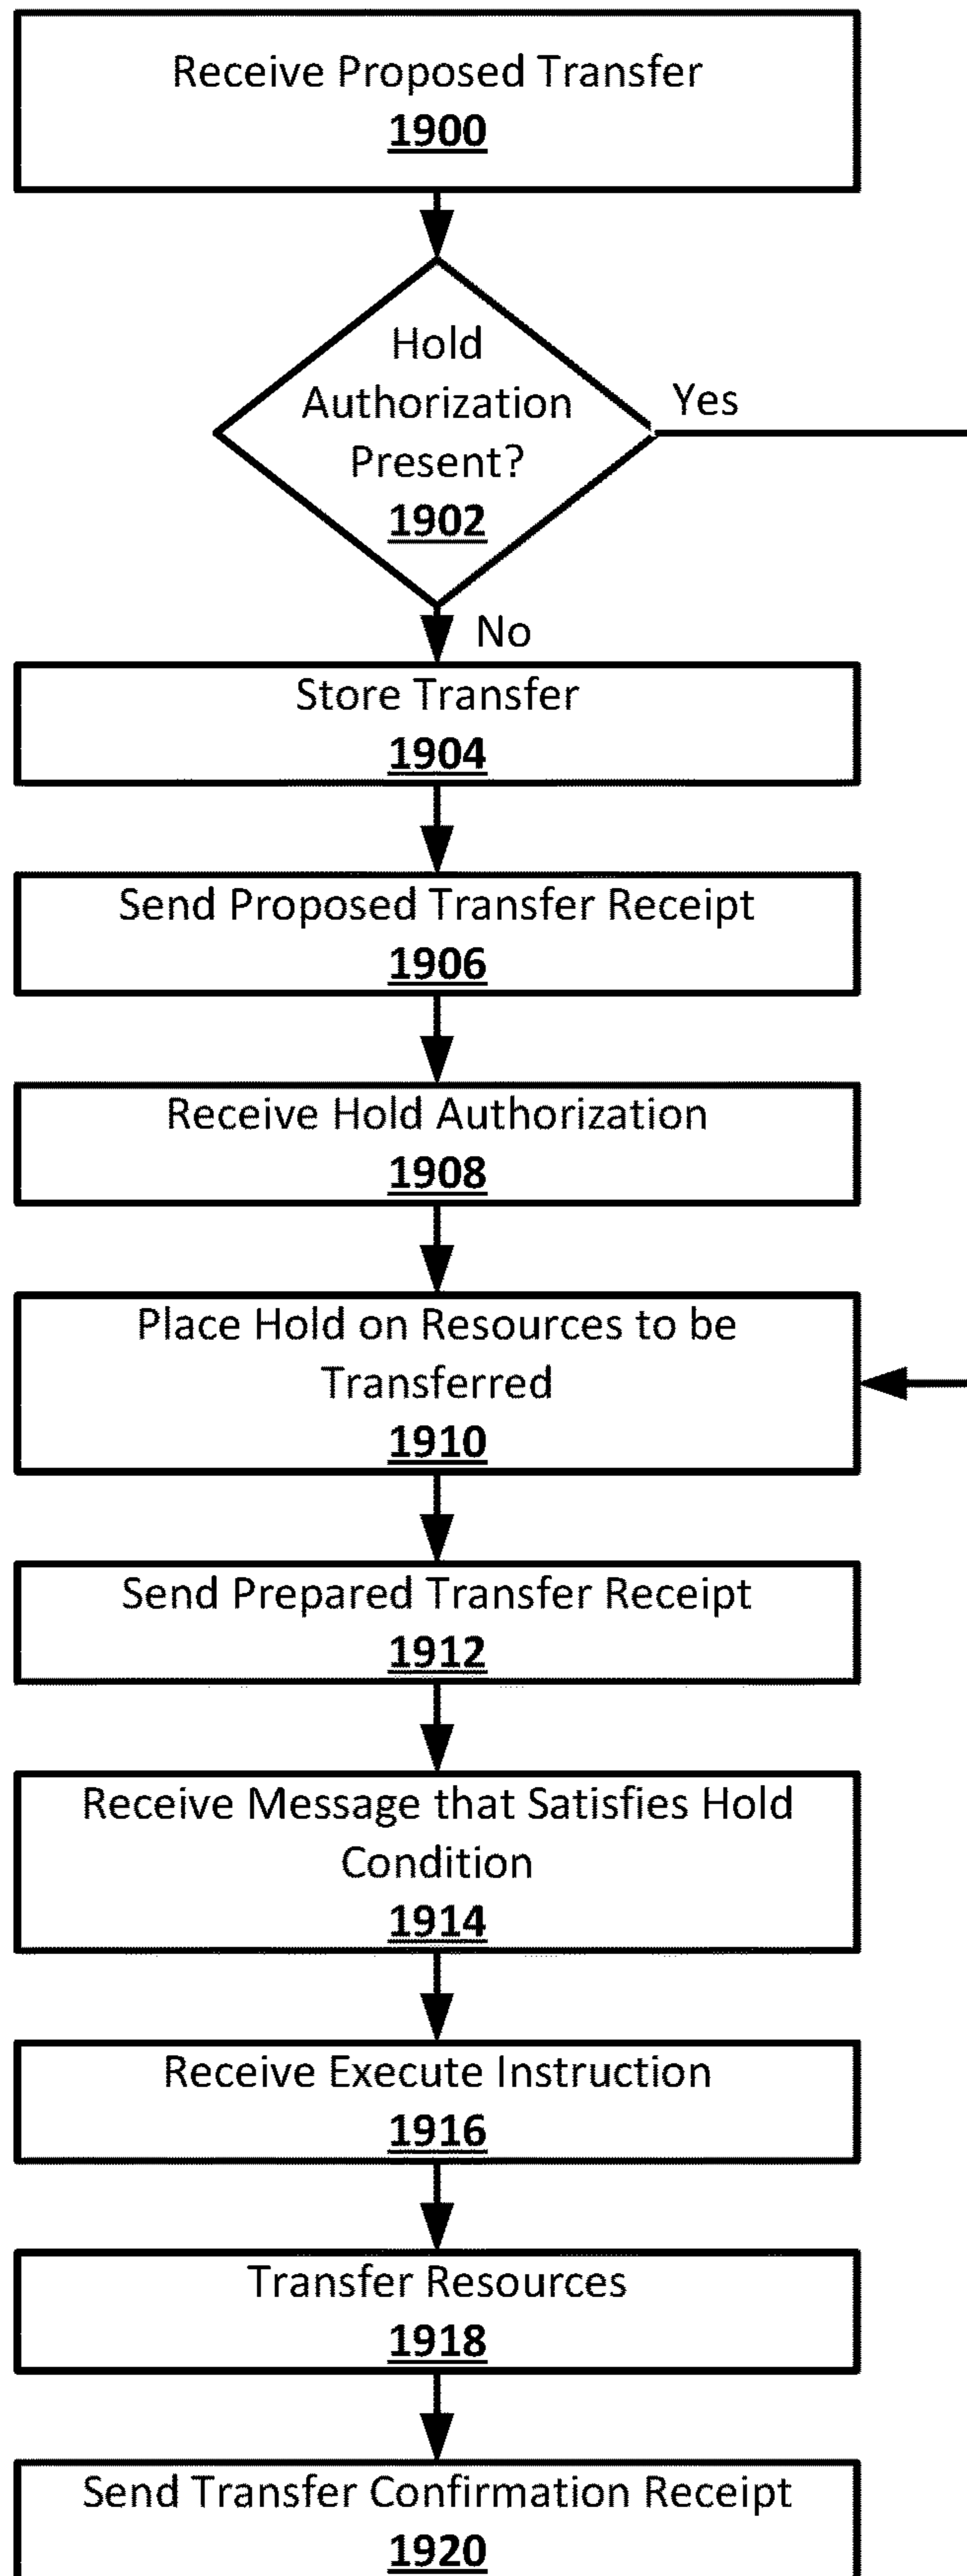 Receive Proposed Transfer
1900
Hold
Authorization
Present?
1902
Yes
No
Store Transfer
1904
Send Proposed Transfer Receipt
1906
Receive Hold Authorization
1908
Place Hold on Resources to be
Transferred
1910
Send Prepared Transfer Receipt
1912
Receive Message that Satisfies Hold
Condition
1914
Receive Execute Instruction
1916
Transfer Resources
1918
Send Transfer Confirmation Receipt
1920